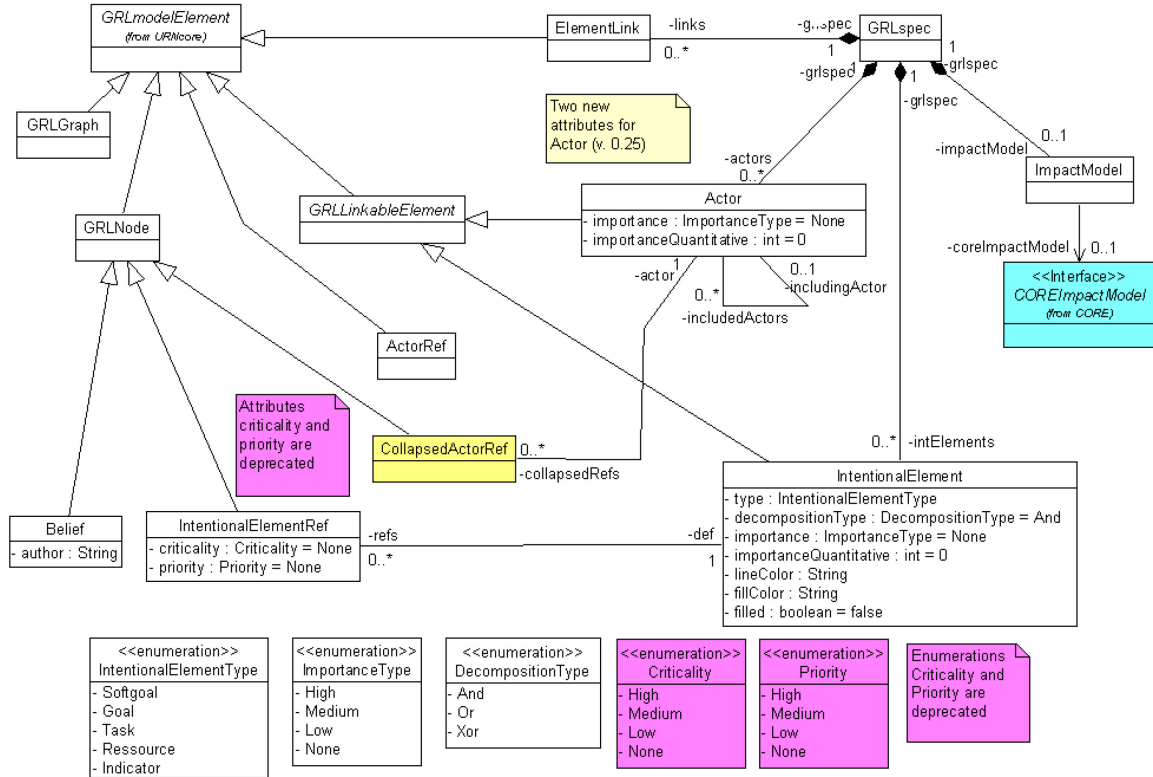 GRLmodelElement
(from URNcore)
ElementLink
-links
0..*
-g..spec
1
GRLspec
1
-grlspec
1
-grlspec
1
-grlspec
GRLGraph
Two new
attributes for
Actor (v. 0.25)
-actors
0..*
0..1
-impactModel
ImpactModel
GRLNode
GRLLinkableElement
Actor
- importance : ImportanceType = None
- importanceQuantitative : int = 0
-coreImpactModel
0..1
1
-actor
0..*
-includedActors
0..1
-includingActor
<<Interface>>
COREImpactModel
(from CORE)
ActorRef
Attributes
criticality and
priority are
deprecated
CollapsedActorRef
0..*
-collapsedRefs
0..*
-intElements
IntentionalElement
- type : IntentionalElementType
- decompositionType : DecompositionType = And
- importance : ImportanceType = None
- importanceQuantitative : int = 0
- lineColor : String
- fillColor : String
- filled : boolean = false
Belief
- author : String
IntentionalElementRef
- criticality : Criticality = None
- priority : Priority = None
-refs
0..*
-def
1
<<enumeration>>
IntentionalElementType
- Softgoal
- Goal
- Task
- Ressource
- Indicator
<<enumeration>>
ImportanceType
- High
- Medium
- Low
- None
<<enumeration>>
DecompositionType
- And
- Or
- Xor
<<enumeration>>
Criticality
- High
- Medium
- Low
- None
<<enumeration>>
Priority
- High
- Medium
- Low
- None
Enumerations
Criticality and
Priority are
deprecated